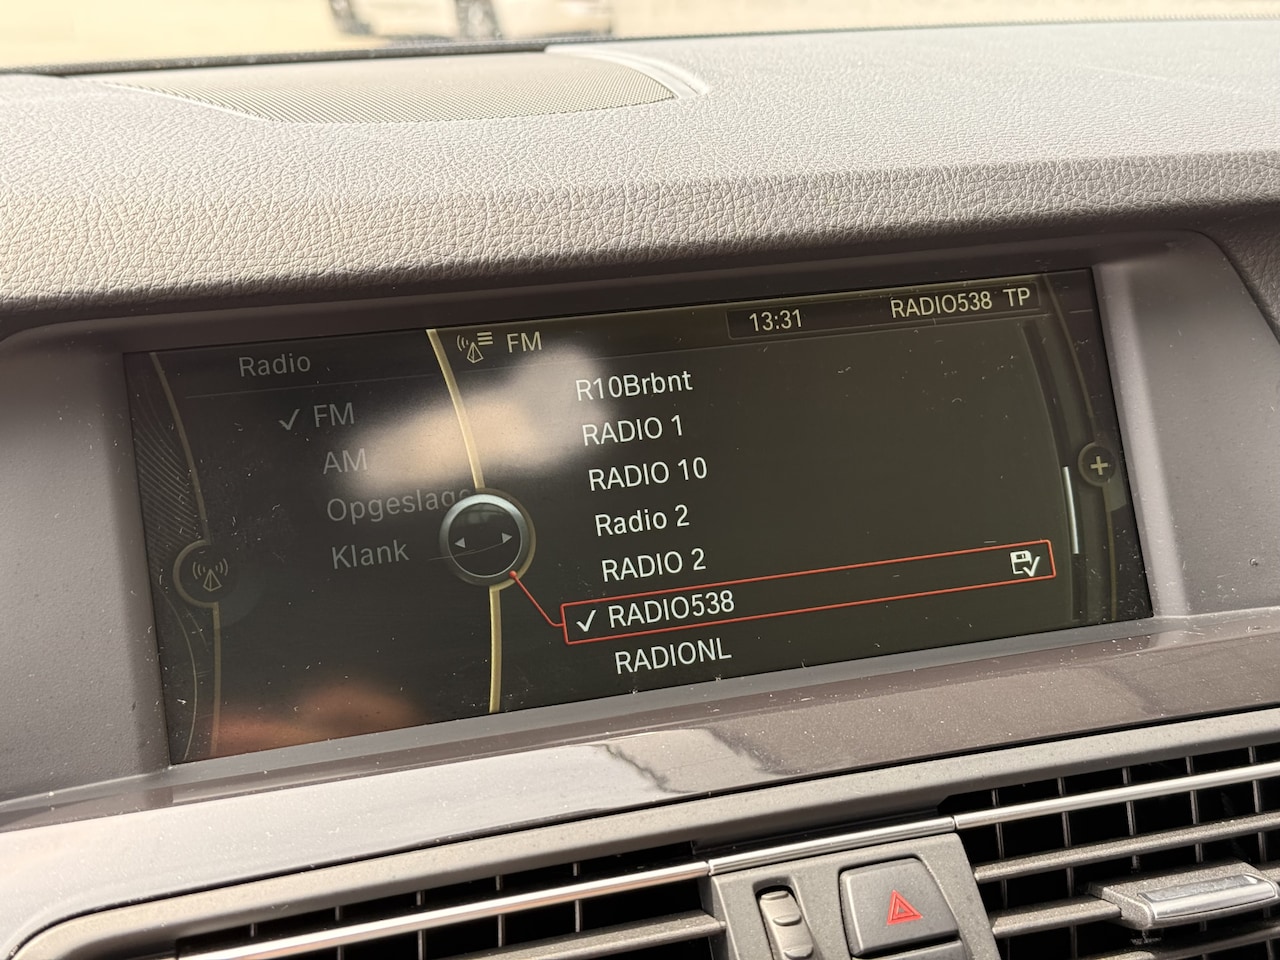 FM
13:31
RADIO538 TP
Radio
FM
AM
Klank
R10Brbnt
RADIO 1
RADIO 10
Radio 2
RADIO 2
RADIO538
RADIONL